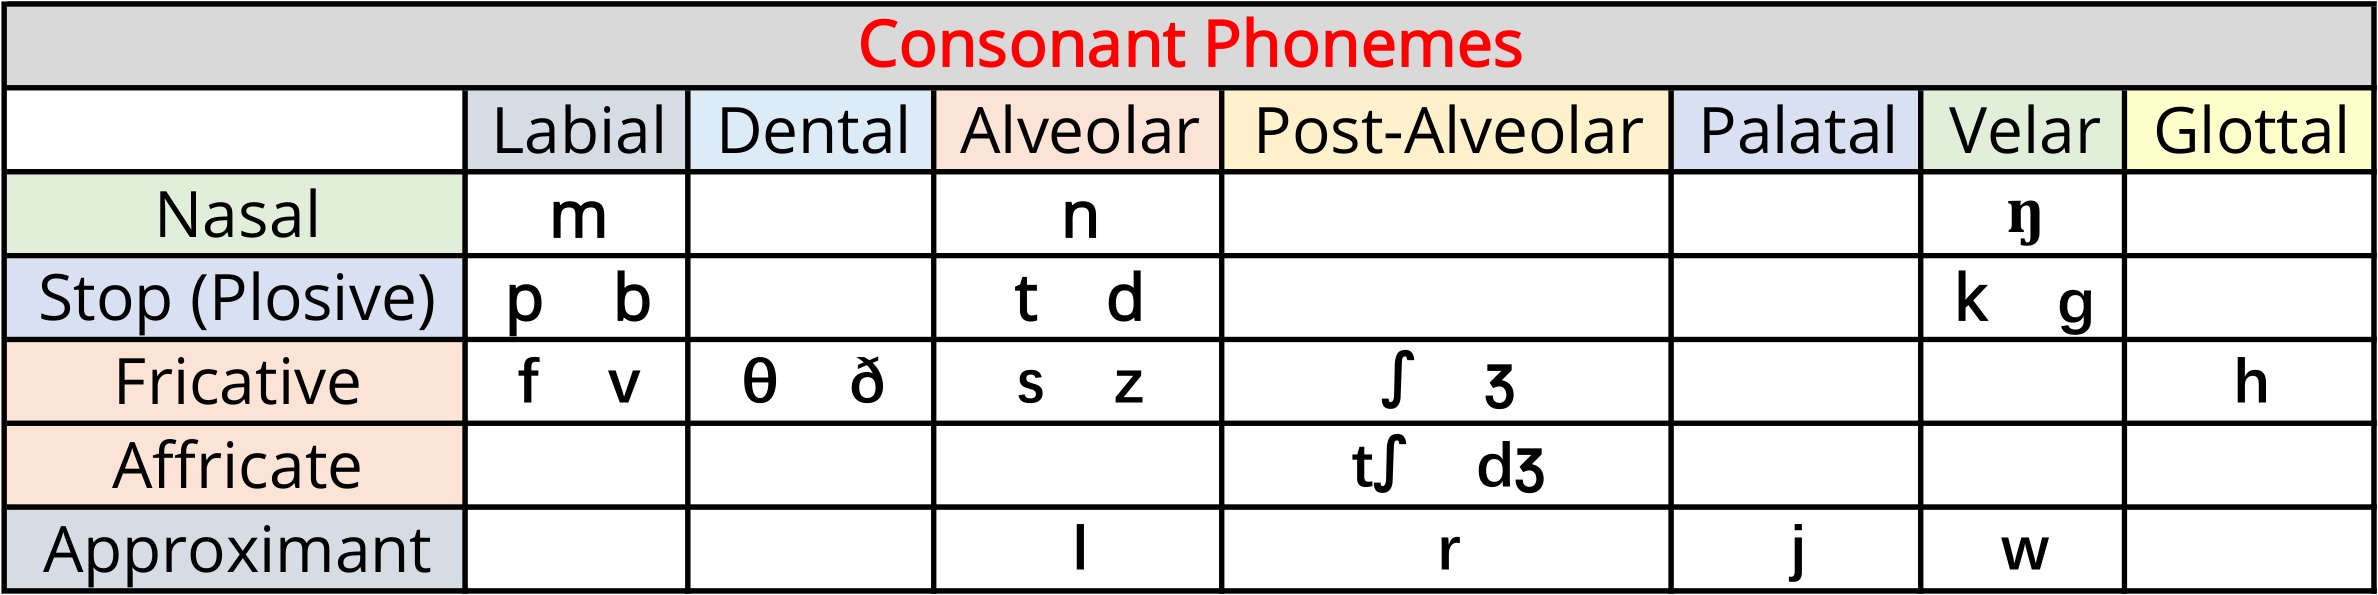 Consonant Phonemes
Labial Dental Alveolar Post-Alveolar Palatal Velar Glottal
Nasal m n ŋ
Stop (Plosive) p b t d k g
Fricative f v θ ð s z ʃ ʒ h
Affricate tʃ dʒ
Approximant l r j w